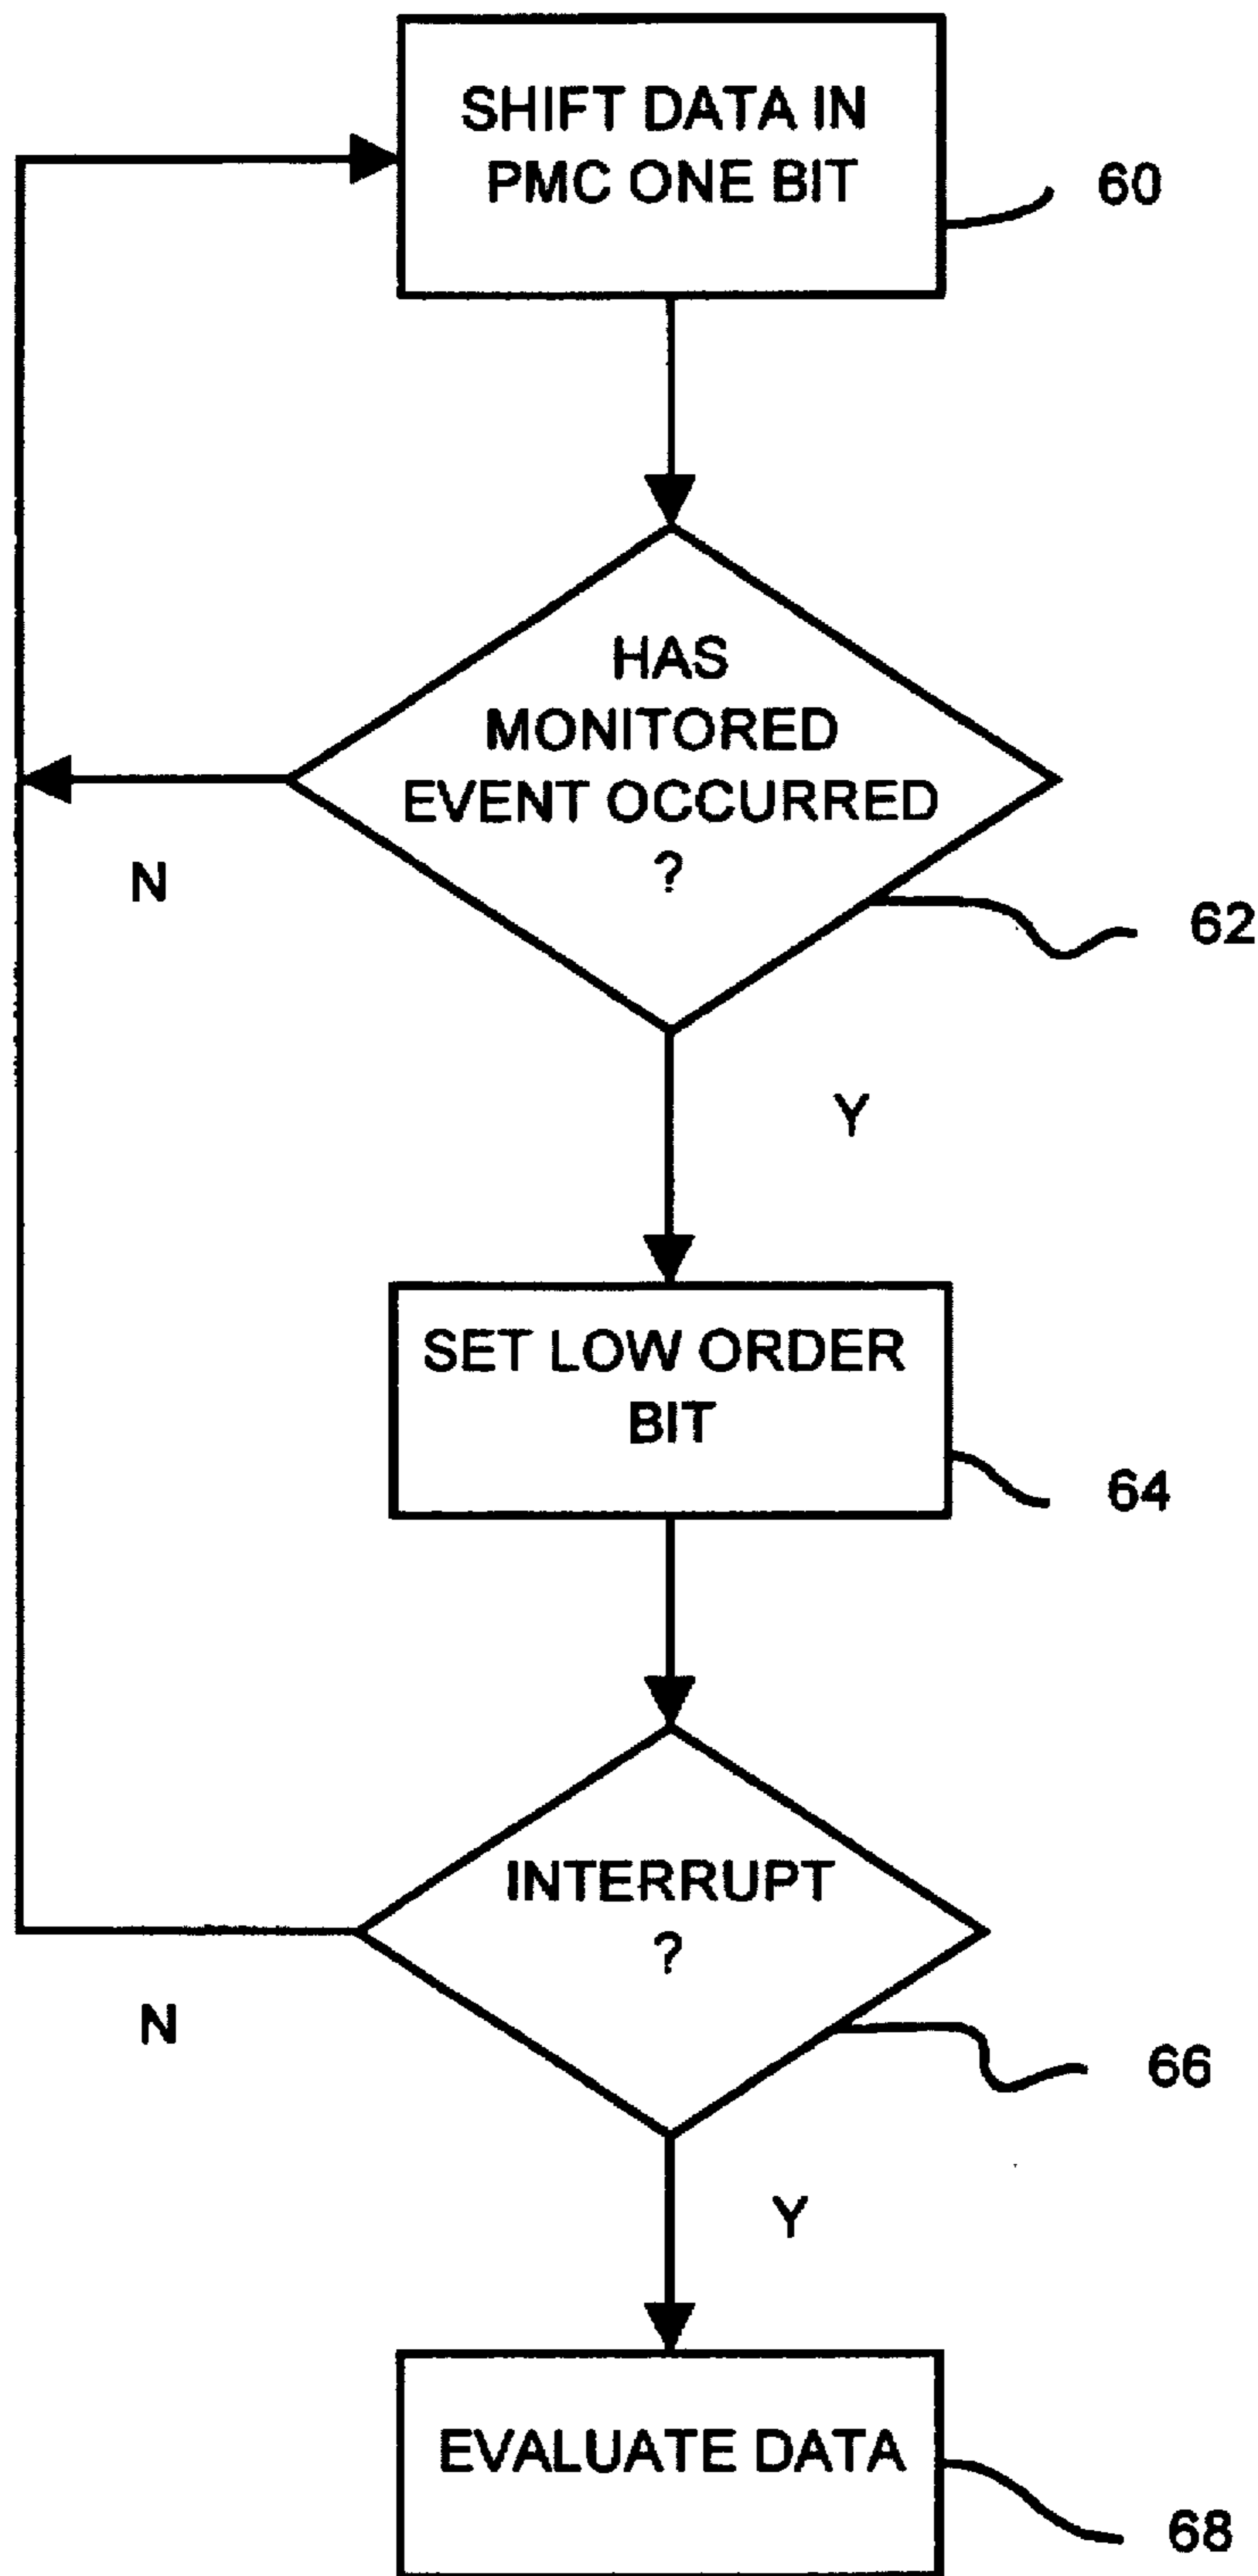 SHIFT DATA IN
PMC ONE BIT
60
HAS
MONITORED
EVENT OCCURRED
?
N
62
Y
SET LOW ORDER
BIT
64
INTERRUPT
?
N
66
Y
EVALUATE DATA
68